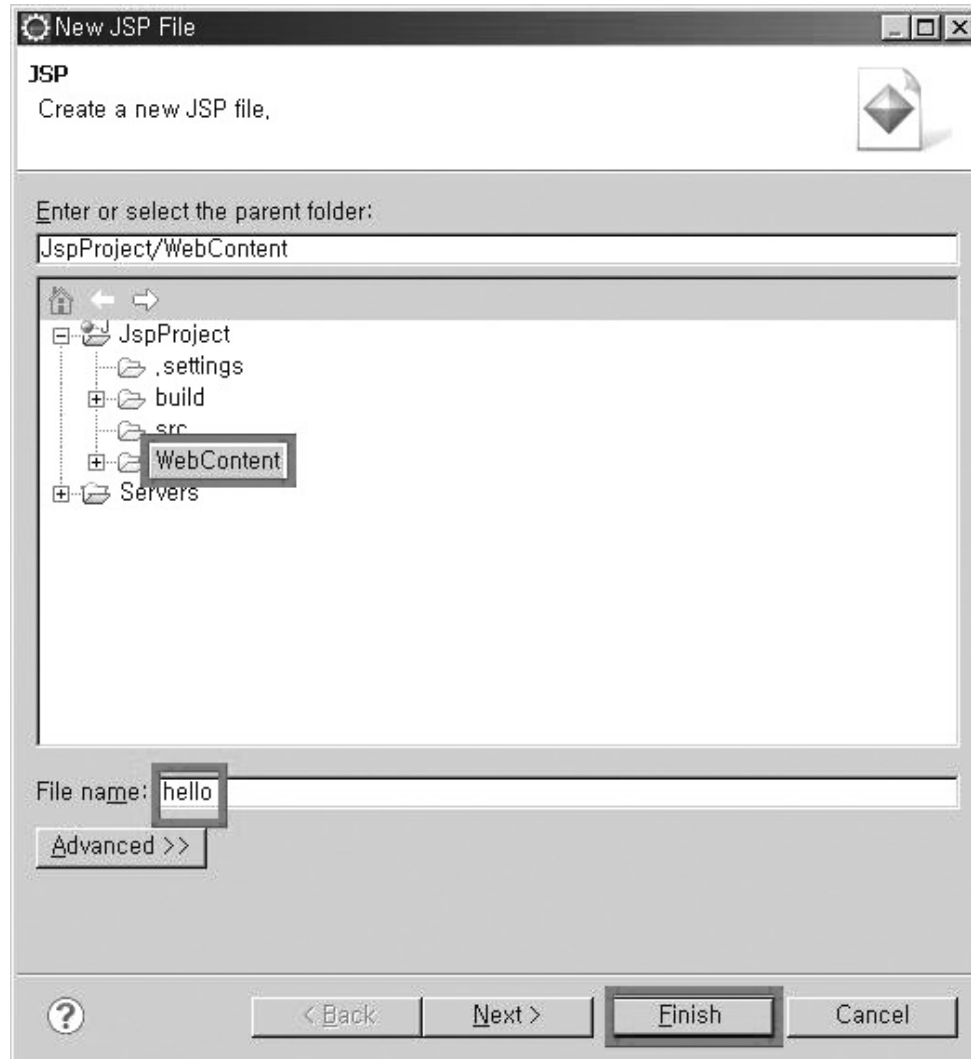 New JSP File
JSP
Create a new JSP file,
Enter or select the parent folder:
JspProject/WebContent
JspProject
.settings
build
src
WebContent
Servers
File name: hello
Advanced >>
?
< Back Next > Finish Cancel